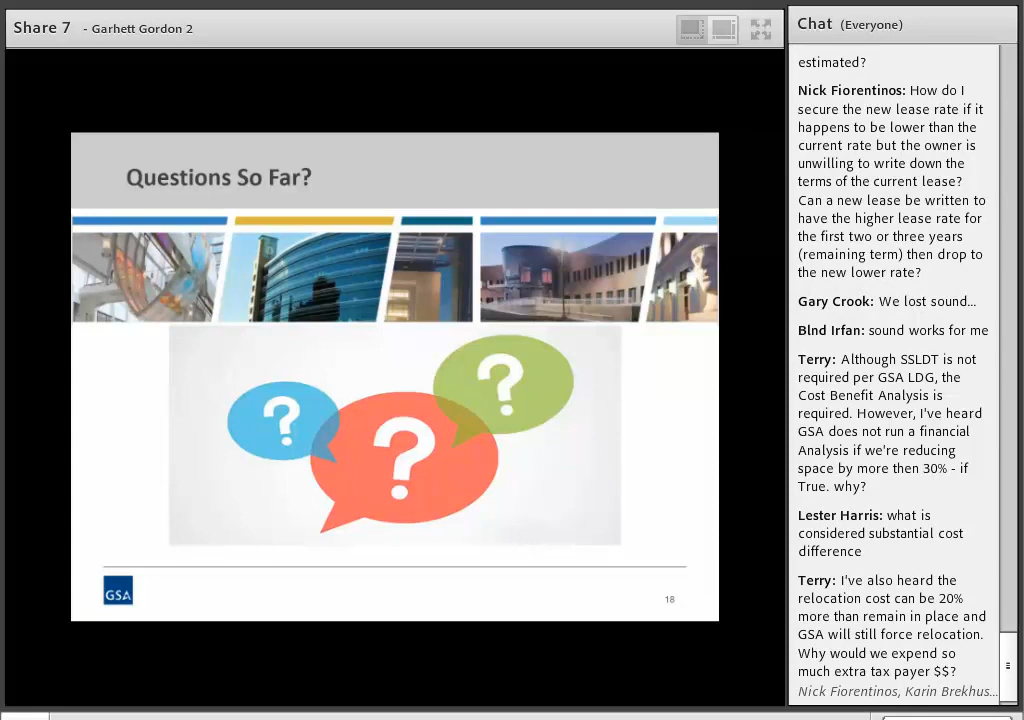 Share 7 - Garhett Gordon 2
Questions So Far?
?
?
?
GSA
18
Chat (Everyone)
estimated?
Nick Fiorentinos: How do I
secure the new lease rate if it
happens to be lower than the
current rate but the owner is
unwilling to write down the
terms of the current lease?
Can a new lease be written to
have the higher lease rate for
the first two or three years
(remaining term) then drop to
the new lower rate?
Gary Crook: We lost sound...
Blnd Irfan: sound works for me
Terry: Although SSLDT is not
required per GSA LDG, the
Cost Benefit Analysis is
required. However, I've heard
GSA does not run a financial
Analysis if we're reducing
space by more then 30% - if
True. why?
Lester Harris: what is
considered substantial cost
difference
Terry: I've also heard the
relocation cost can be 20%
more than remain in place and
GSA will still force relocation.
Why would we expend so
much extra tax payer $$?
Nick Fiorentinos, Karin Brekhus...